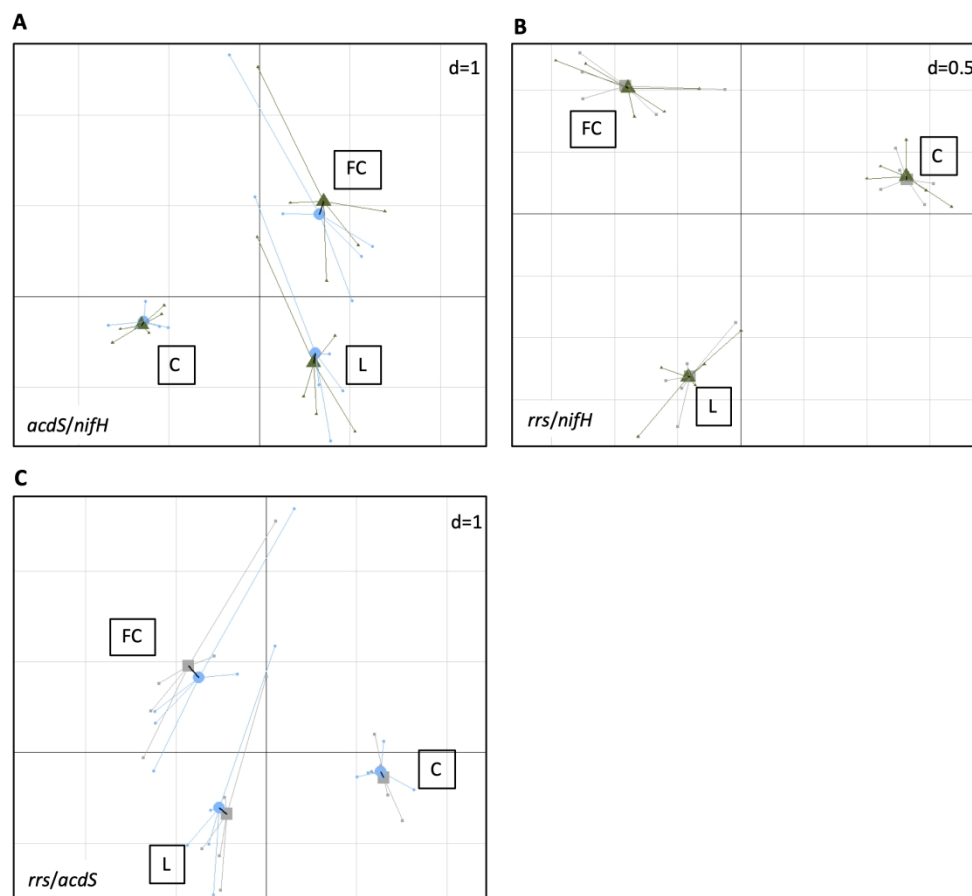 A
d=1
FC
C
L
acdS/nifH
B
d=0.5
FC
C
L
rrs/nifH
C
d=1
FC
C
L
rrs/acdS